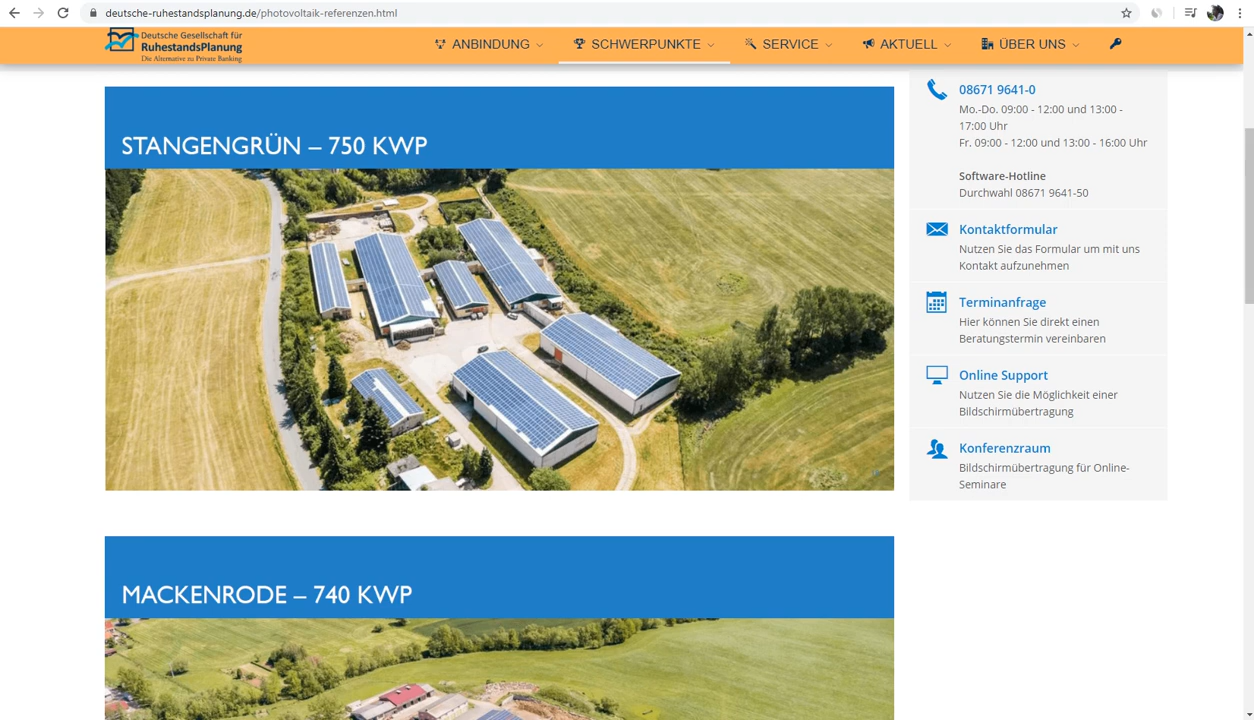 deutsche-ruhestandsplanung.de/photovoltaik-referenzen.html
Deutsche Gesellschaft für
RuhestandsPlanung
Die Alternative zu Private Banking
ANBINDUNG
SCHWERPUNKTE
SERVICE
AKTUELL
ÜBER UNS
STANGENGRÜN – 750 KWP
MACKENRODE – 740 KWP
08671 9641-0
Mo.-Do. 09:00 - 12:00 und 13:00 -
17:00 Uhr
Fr. 09:00 - 12:00 und 13:00 - 16:00 Uhr
Software-Hotline
Durchwahl 08671 9641-50
Kontaktformular
Nutzen Sie das Formular um mit uns
Kontakt aufzunehmen
Terminanfrage
Hier können Sie direkt einen
Beratungstermin vereinbaren
Online Support
Nutzen Sie die Möglichkeit einer
Bildschirmübertragung
Konferenzraum
Bildschirmübertragung für Online-
Seminare